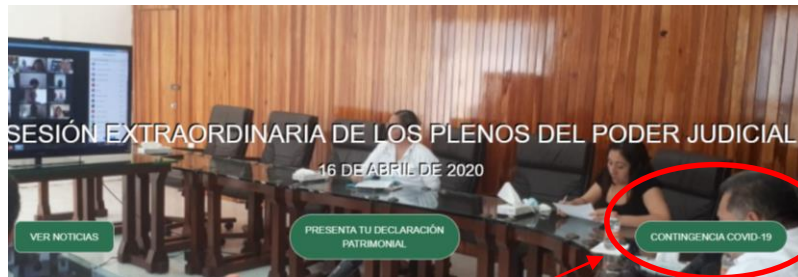 SESIÓN EXTRAORDINARIA DE LOS PLENOS DEL PODER JUDICIAL
16 DE ABRIL DE 2020
VER NOTICIAS
PRESENTA TU DECLARACIÓN
PATRIMONIAL
CONTINGENCIA COVID-19